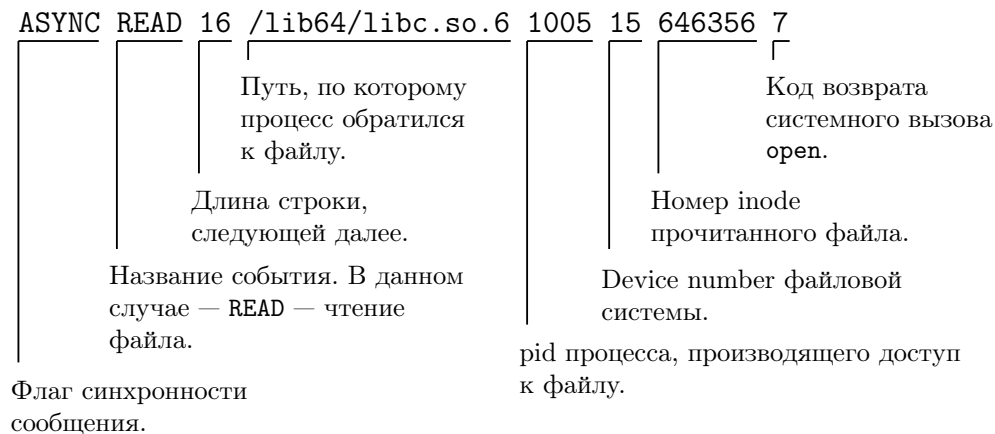 ASYNC READ 16 /lib64/libc.so.6 1005 15 646356 7
Путь, по которому
процесс обратился
к файлу.
Код возврата
системного вызова
open.
Длина строки,
следующей далее.
Номер inode
прочитанного файла.
Название события. В данном
случае — READ — чтение
файла.
Device number файловой
системы.
pid процесса, производящего доступ
к файлу.
Флаг синхронности
сообщения.